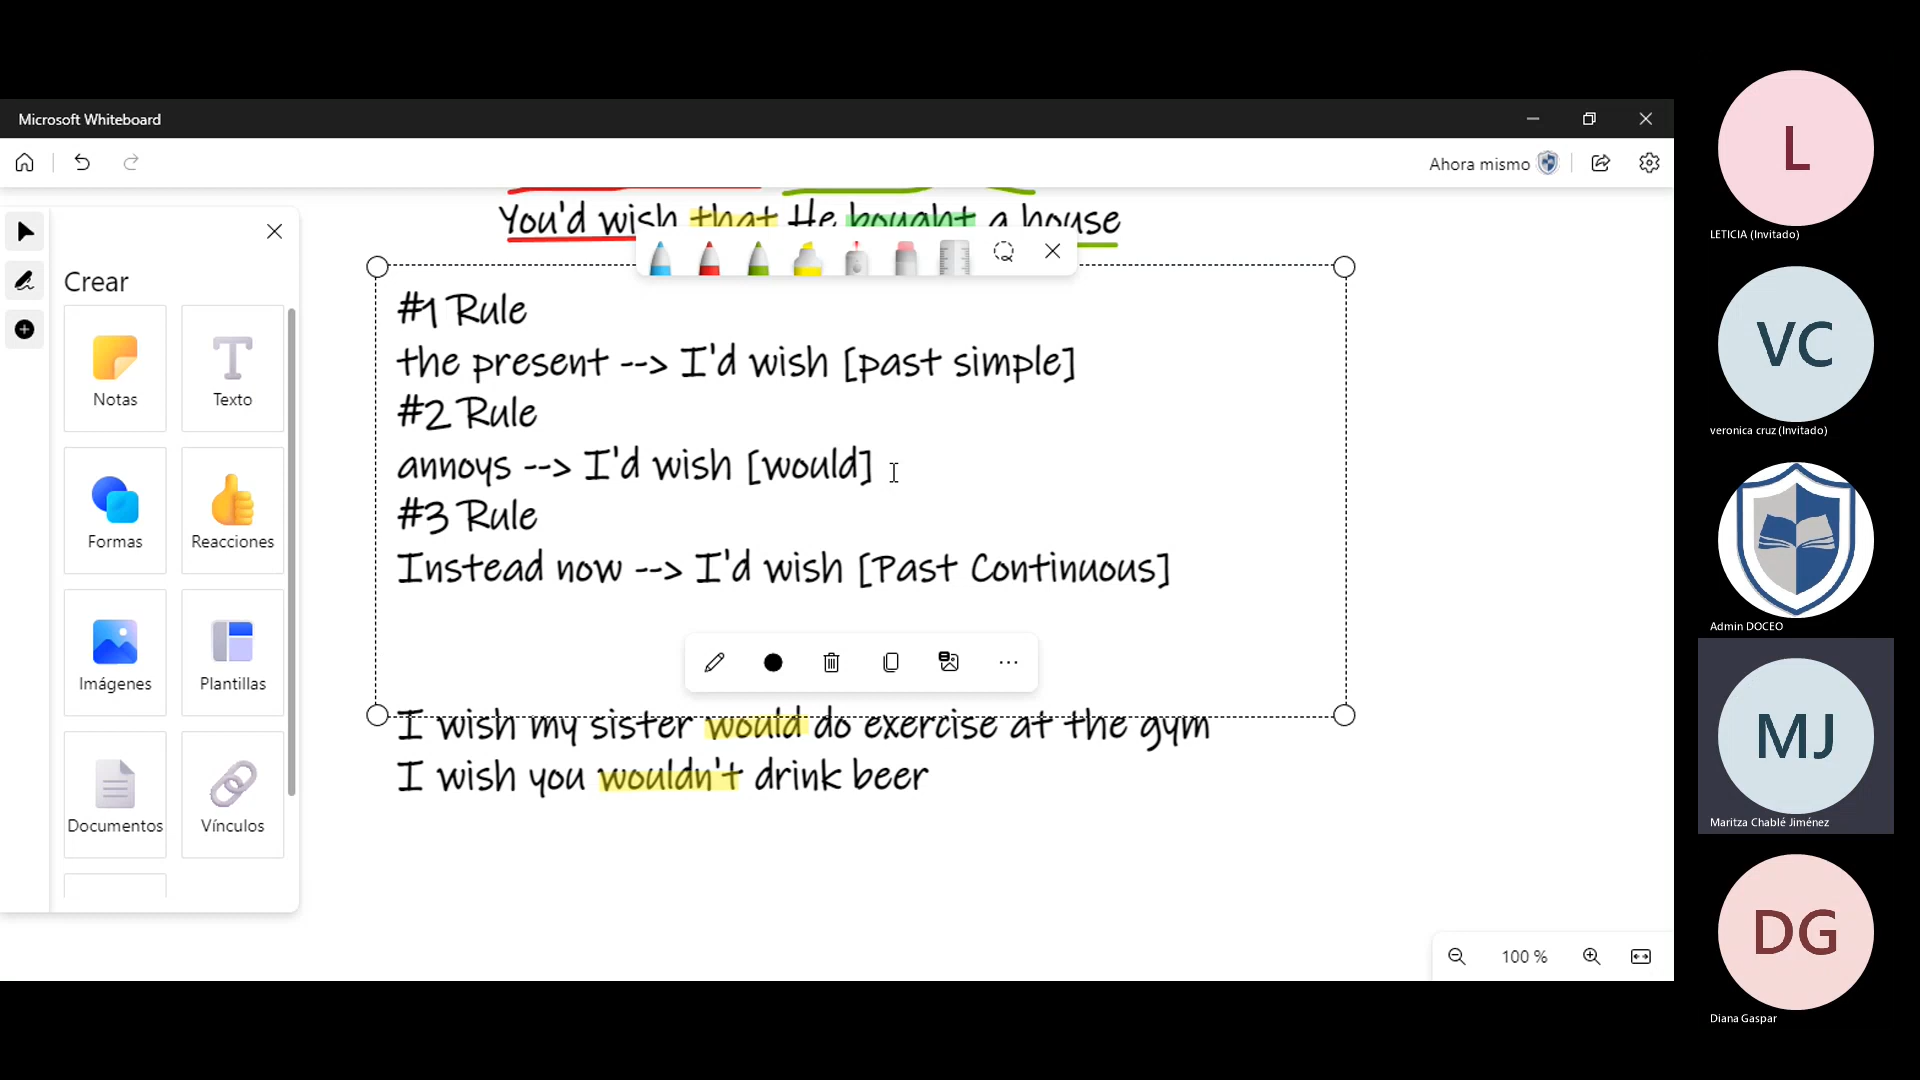 Microsoft Whiteboard
Ahora mismo
Crear
Notas
Texto
Formas
Reacciones
Imágenes
Plantillas
Documentos
Vínculos
You'd wish that He bought a house
#1 Rule
the present --> I'd wish [past simple]
#2 Rule
annoys --> I'd wish [would]
#3 Rule
Instead now --> I'd wish [Past Continuous]
I wish my sister would do exercise at the gym
I wish you wouldn't drink beer
100 %
L
LETICIA (Invitado)
VC
veronica cruz (Invitado)
Admin DOCEO
MJ
Maritza Chablé Jiménez
DG
Diana Gaspar